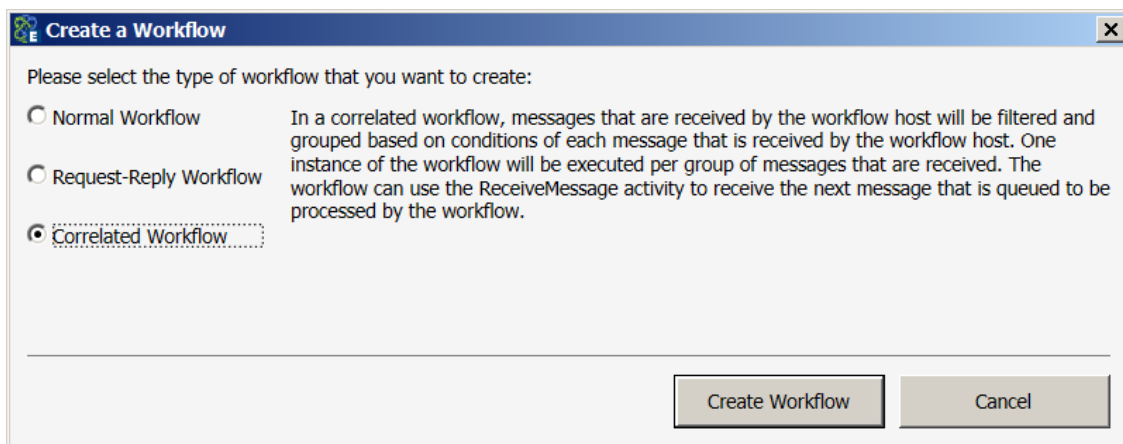 Create a Workflow
Please select the type of workflow that you want to create:
Normal Workflow
Request-Reply Workflow
Correlated Workflow
In a correlated workflow, messages that are received by the workflow host will be filtered and
grouped based on conditions of each message that is received by the workflow host. One
instance of the workflow will be executed per group of messages that are received. The
workflow can use the ReceiveMessage activity to receive the next message that is queued to be
processed by the workflow.
Create Workflow
Cancel